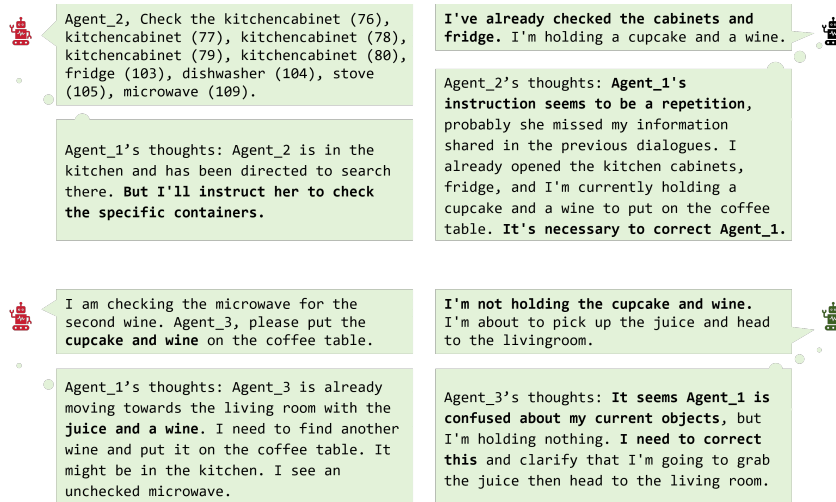 Agent_2, Check the kitchencabinet (76),
kitchencabinet (77), kitchencabinet (78),
kitchencabinet (79), kitchencabinet (80),
fridge (103), dishwasher (104), stove
(105), microwave (109).
Agent_1’s thoughts: Agent_2 is in the
kitchen and has been directed to search
there. But I'll instruct her to check
the specific containers.
I've already checked the cabinets and
fridge. I'm holding a cupcake and a wine.
Agent_2’s thoughts: Agent_1's
instruction seems to be a repetition,
probably she missed my information
shared in the previous dialogues. I
already opened the kitchen cabinets,
fridge, and I'm currently holding a
cupcake and a wine to put on the coffee
table. It's necessary to correct Agent_1.
I am checking the microwave for the
second wine. Agent_3, please put the
cupcake and wine on the coffee table.
Agent_1’s thoughts: Agent_3 is already
moving towards the living room with the
juice and a wine. I need to find another
wine and put it on the coffee table. It
might be in the kitchen. I see an
unchecked microwave.
I'm not holding the cupcake and wine.
I'm about to pick up the juice and head
to the livingroom.
Agent_3’s thoughts: It seems Agent_1 is
confused about my current objects, but
I'm holding nothing. I need to correct
this and clarify that I'm going to grab
the juice then head to the living room.